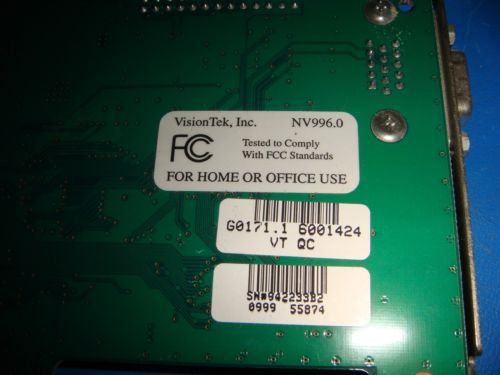 VisionTek, Inc. NV996.0
FC Tested to Comply
With FCC Standards
FOR HOME OR OFFICE USE
G0171.1 6001424
VT QC
SN#942233B2
0999 55874